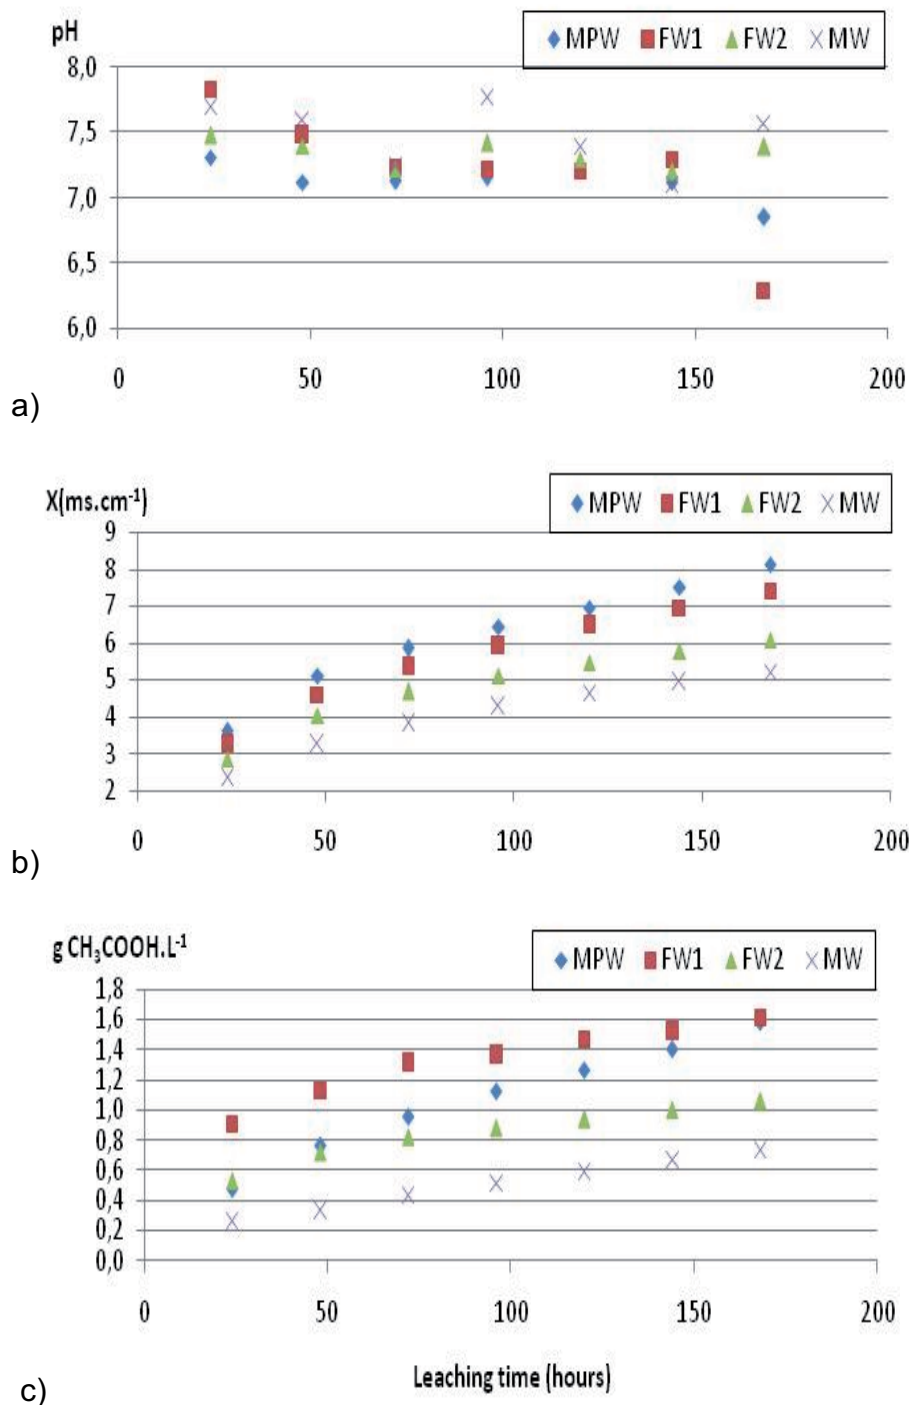 pH
MPW FW1 FW2 MW
8,0
7,5
7,0
6,5
6,0
0 50 100 150 200
a)
X(ms.cm⁻¹)
MPW FW1 FW2 MW
9
8
7
6
5
4
3
2
0 50 100 150 200
b)
g CH₃COOH.L⁻¹
MPW FW1 FW2 MW
1,8
1,6
1,4
1,2
1,0
0,8
0,6
0,4
0,2
0,0
0 50 100 150 200
Leaching time (hours)
c)